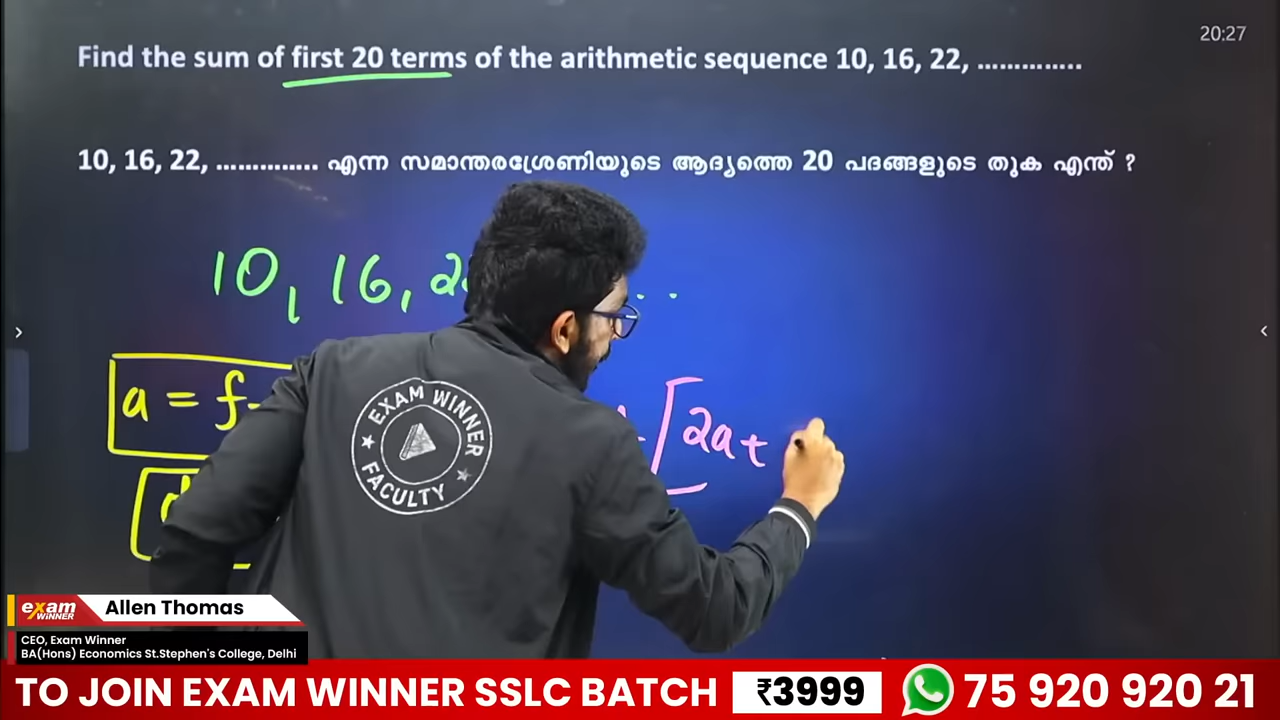 20:27
Find the sum of first 20 terms of the arithmetic sequence 10, 16, 22, ..............
10, 16, 22, .............. എന്ന സമാന്തരശ്രേണിയുടെ ആദ്യത്തെ 20 പദങ്ങളുടെ തുക എന്ത് ?
10, 16, 2 ..
a = f
[2a+
d
EXAM WINNER
FACULTY
exam WINNER
Allen Thomas
CEO, Exam Winner
BA(Hons) Economics St.Stephen's College, Delhi
TO JOIN EXAM WINNER SSLC BATCH ₹3999 75 920 920 21